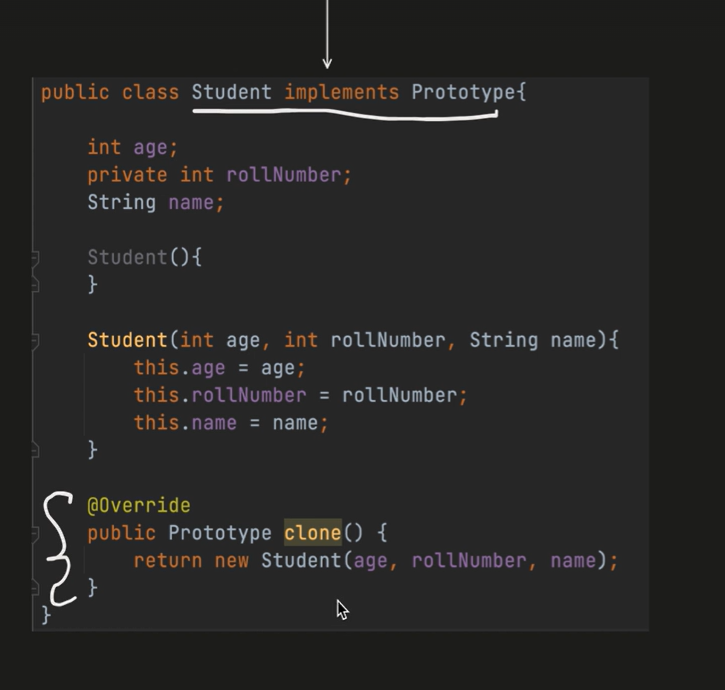 public class Student implements Prototype{
int age;
private int rollNumber;
String name;
Student(){
}
Student(int age, int rollNumber, String name){
this.age = age;
this.rollNumber = rollNumber;
this.name = name;
}
@Override
public Prototype clone() {
return new Student(age, rollNumber, name);
}
}